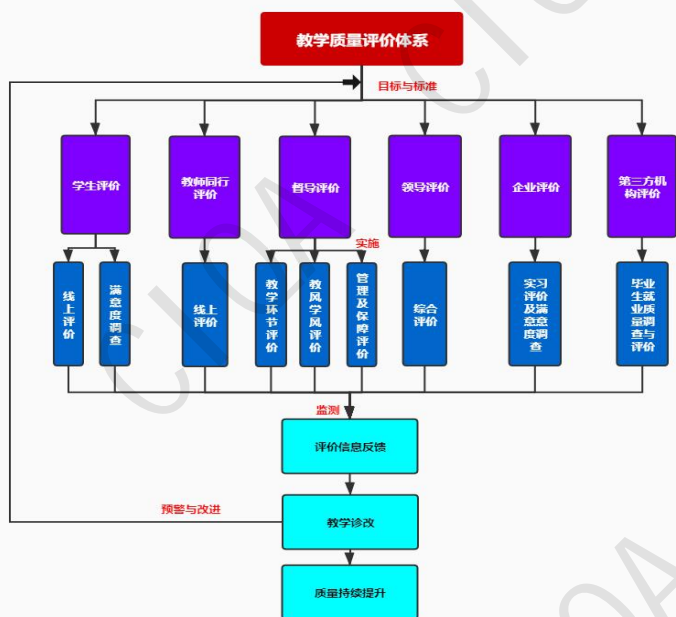 教学质量评价体系
目标与标准
学生评价
教师同行
评价
督导评价
领导评价
企业评价
第三方机
构评价
实施
线上评价
满意度调查
线上
评价
教学环节评价
教风学风评价
管理及保障评价
综合
评价
实习
评价
及满
意意
度调
查
毕业
生就
业质
量调
查与
评价
监测
评价信息反馈
预警与改进
教学诊改
质量持续提升
CIOA
OA